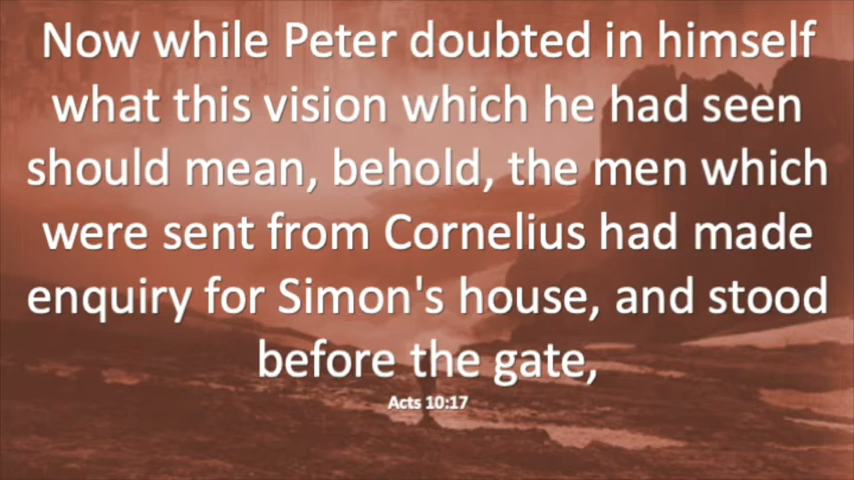 Now while Peter doubted in himself
what this vision which he had seen
should mean, behold, the men which
were sent from Cornelius had made
enquiry for Simon's house, and stood
before the gate,
Acts 10:17